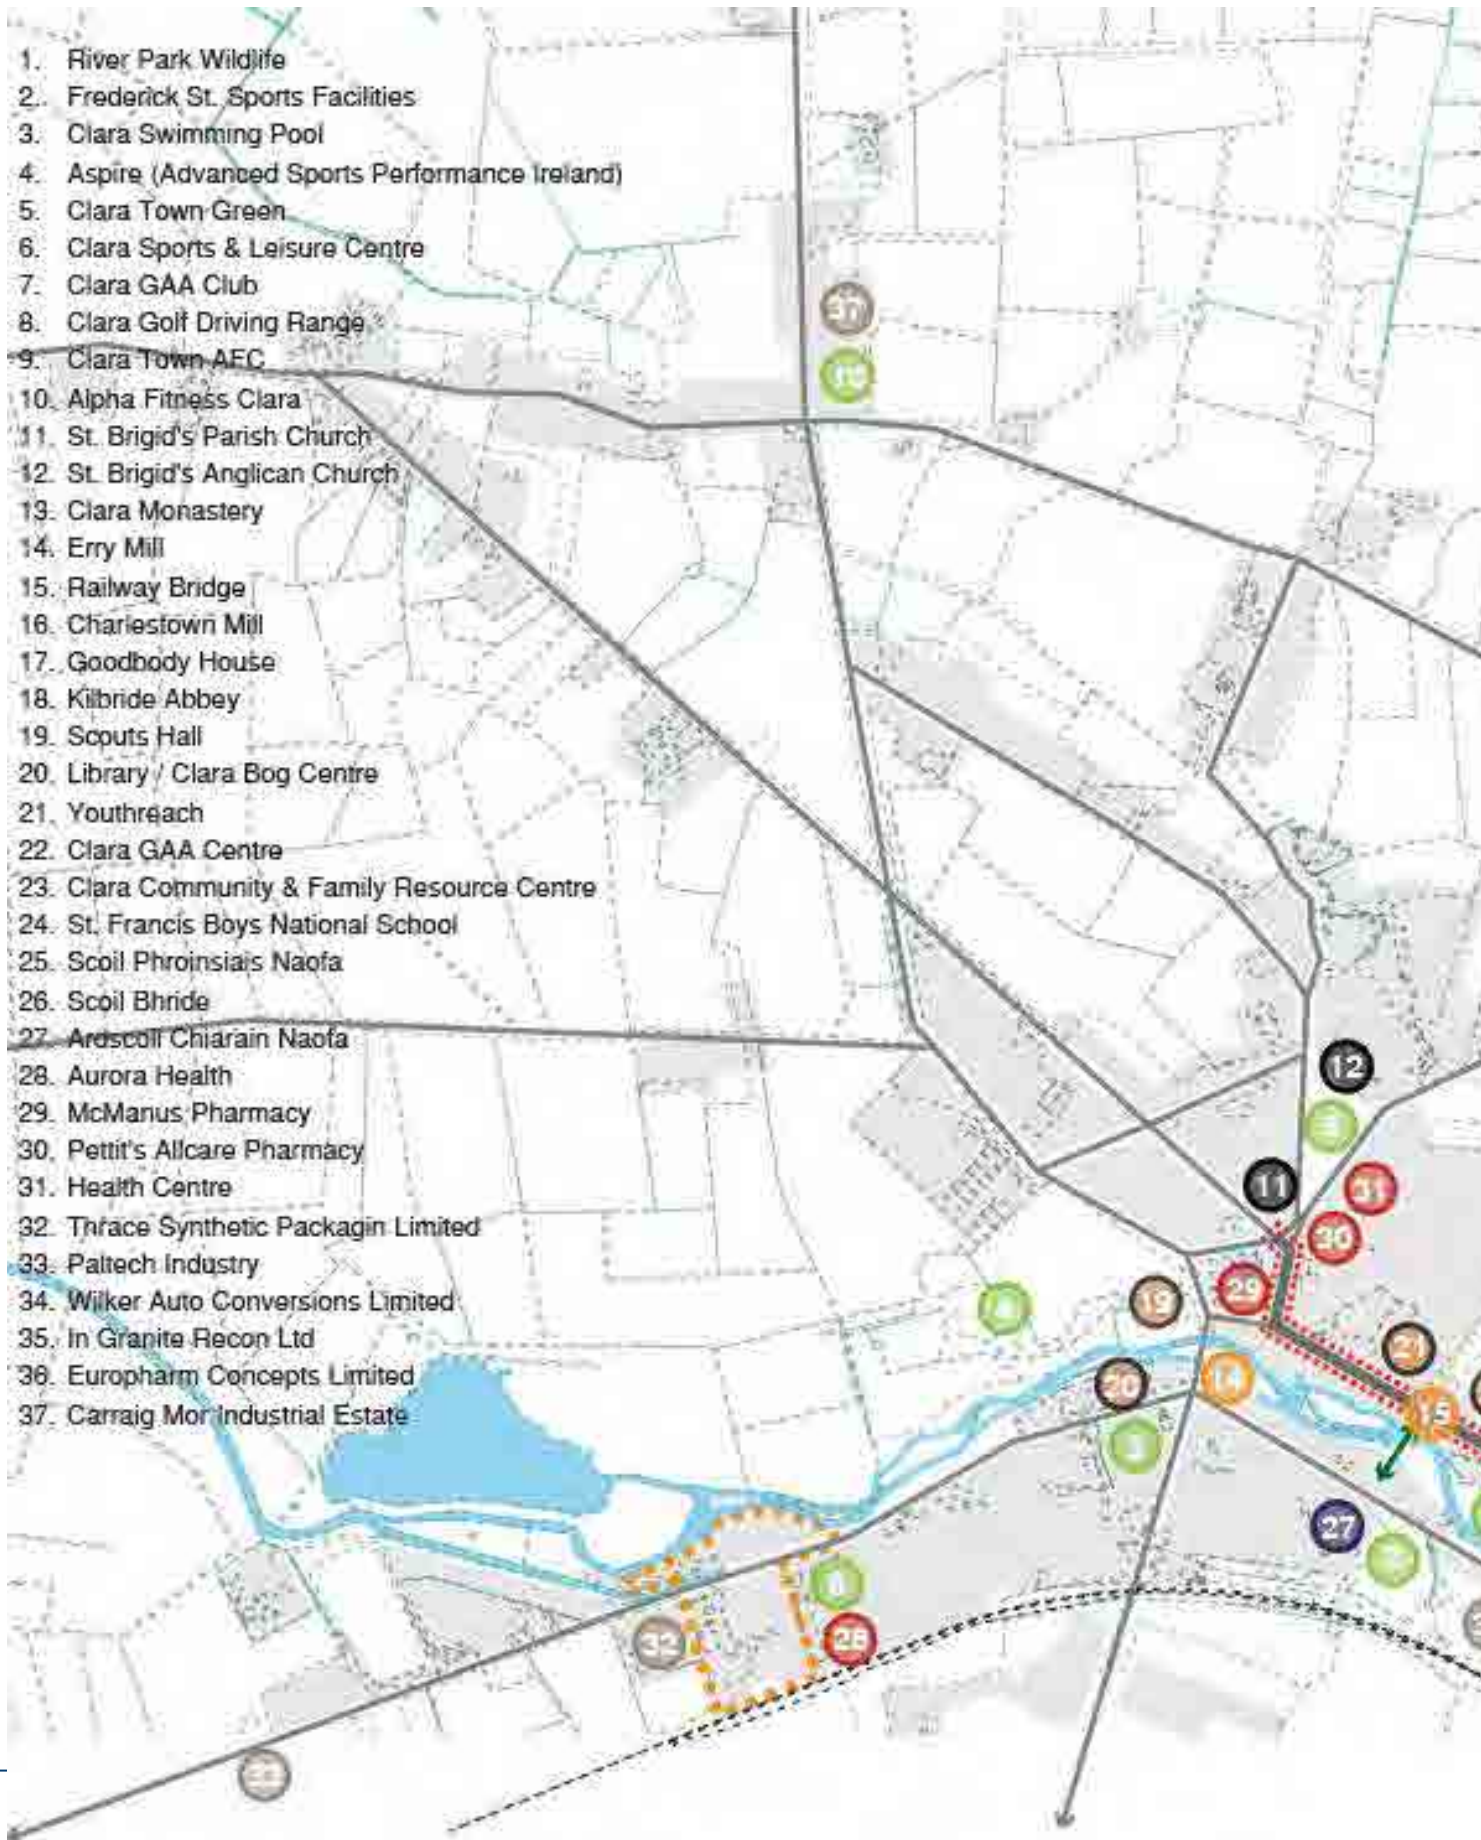 1. River Park Wildlife
2. Frederick St. Sports Facilities
3. Clara Swimming Pool
4. Aspire (Advanced Sports Performance Ireland)
5. Clara Town Green
6. Clara Sports & Leisure Centre
7. Clara GAA Club
8. Clara Golf Driving Range
9. Clara Town AFC
10. Alpha Fitness Clara
11. St. Brigid's Parish Church
12. St. Brigid's Anglican Church
13. Clara Monastery
14. Erry Mill
15. Railway Bridge
16. Charlestown Mill
17. Goodbody House
18. Kilbride Abbey
19. Scouts Hall
20. Library / Clara Bog Centre
21. Youthreach
22. Clara GAA Centre
23. Clara Community & Family Resource Centre
24. St. Francis Boys National School
25. Scoil Phroinsiais Naofa
26. Scoil Bhride
27. Ardscoil Chiarain Naofa
28. Aurora Health
29. McManus Pharmacy
30. Pettit's Allcare Pharmacy
31. Health Centre
32. Thrace Synthetic Packagin Limited
33. Paltech Industry
34. Wilker Auto Conversions Limited
35. In Granite Recon Ltd
36. Europharm Concepts Limited
37. Carraig Mor Industrial Estate
37
10
12
11
31
30
29
19
4
21
20
14
15
27
32
28